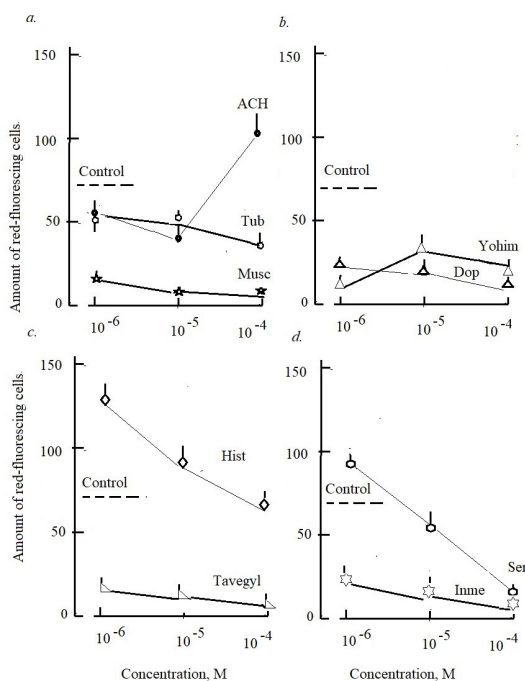 a.
150
100
50
0
Amount of red-fluorescing cells
ACH
Control
Tub
Musc
10-6
10-5
10-4
b.
150
100
50
0
Control
Yohim
Dop
10-6
10-5
10-4
c.
150
100
50
0
Amount of red-fluorescing cells
Hist
Control
Tavegyl
10-6
10-5
10-4
Concentration, M
d.
150
100
50
0
Control
Ser
Inme
10-6
10-5
10-4
Concentration, M